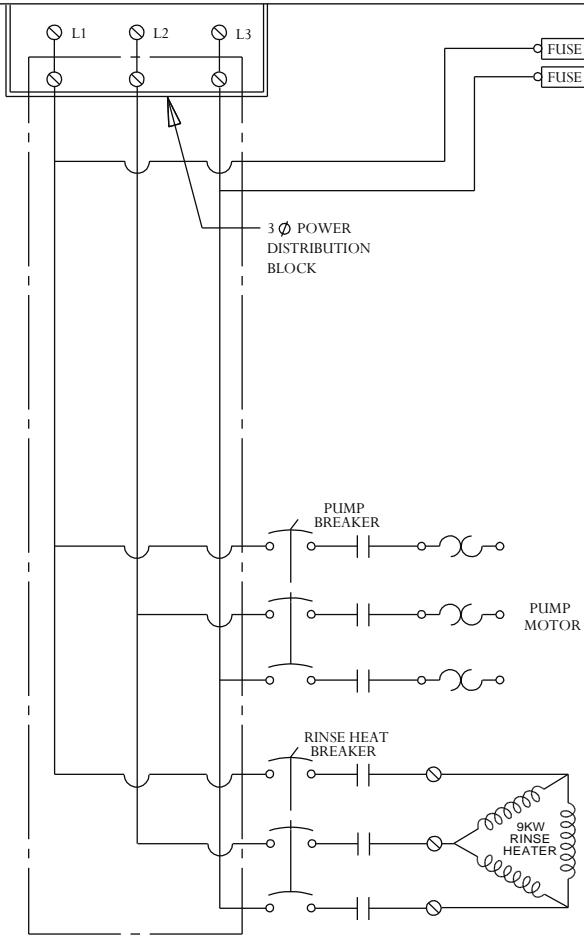 L1
L2
L3
FUSE
FUSE
3 Ø POWER
DISTRIBUTION
BLOCK
PUMP
BREAKER
PUMP
MOTOR
RINSE HEAT
BREAKER
9KW
RINSE
HEATER